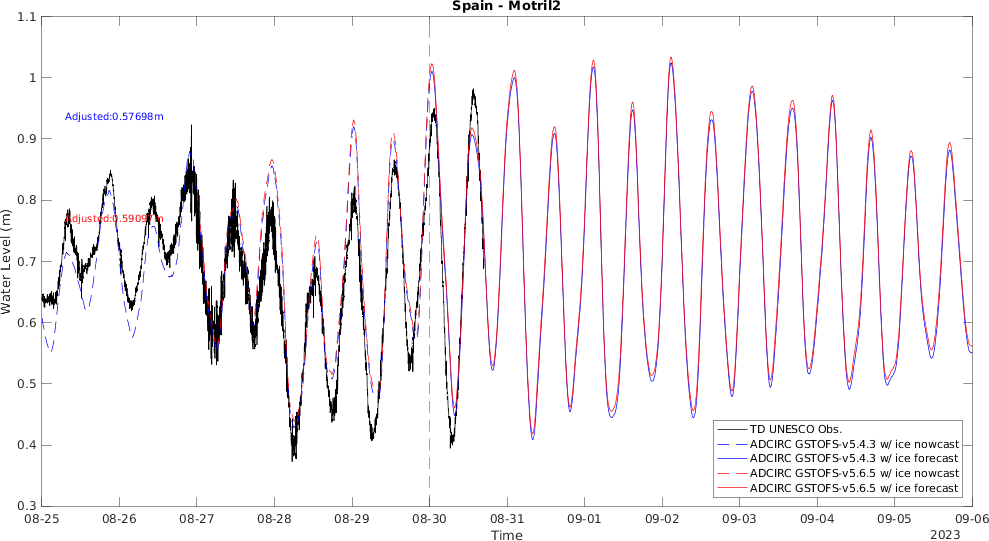 Spain - Motril2
1.1
1
0.9
0.8
0.7
0.6
0.5
0.4
0.3
Water Level (m)
Adjusted:0.57698m
Adjusted:0.59097m
TD UNESCO Obs.
ADCIRC GSTOFS-v5.4.3 w/ ice nowcast
ADCIRC GSTOFS-v5.4.3 w/ ice forecast
ADCIRC GSTOFS-v5.6.5 w/ ice nowcast
ADCIRC GSTOFS-v5.6.5 w/ ice forecast
08-25 08-26 08-27 08-28 08-29 08-30 08-31 09-01 09-02 09-03 09-04 09-05 09-06
Time
2023